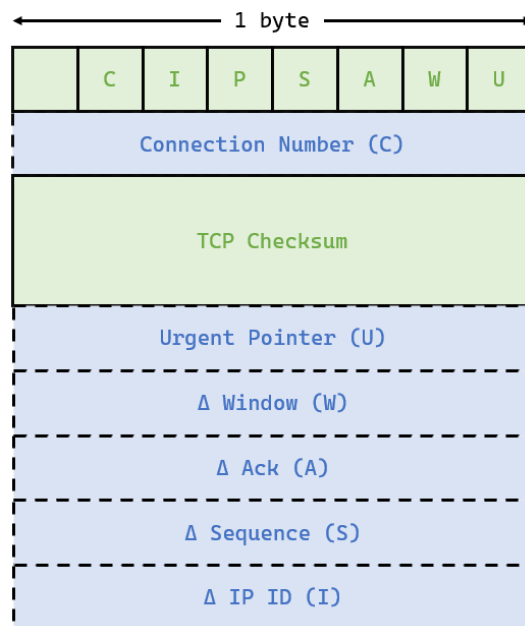 1 byte
C I P S A W U
Connection Number (C)
TCP Checksum
Urgent Pointer (U)
Δ Window (W)
Δ Ack (A)
Δ Sequence (S)
Δ IP ID (I)